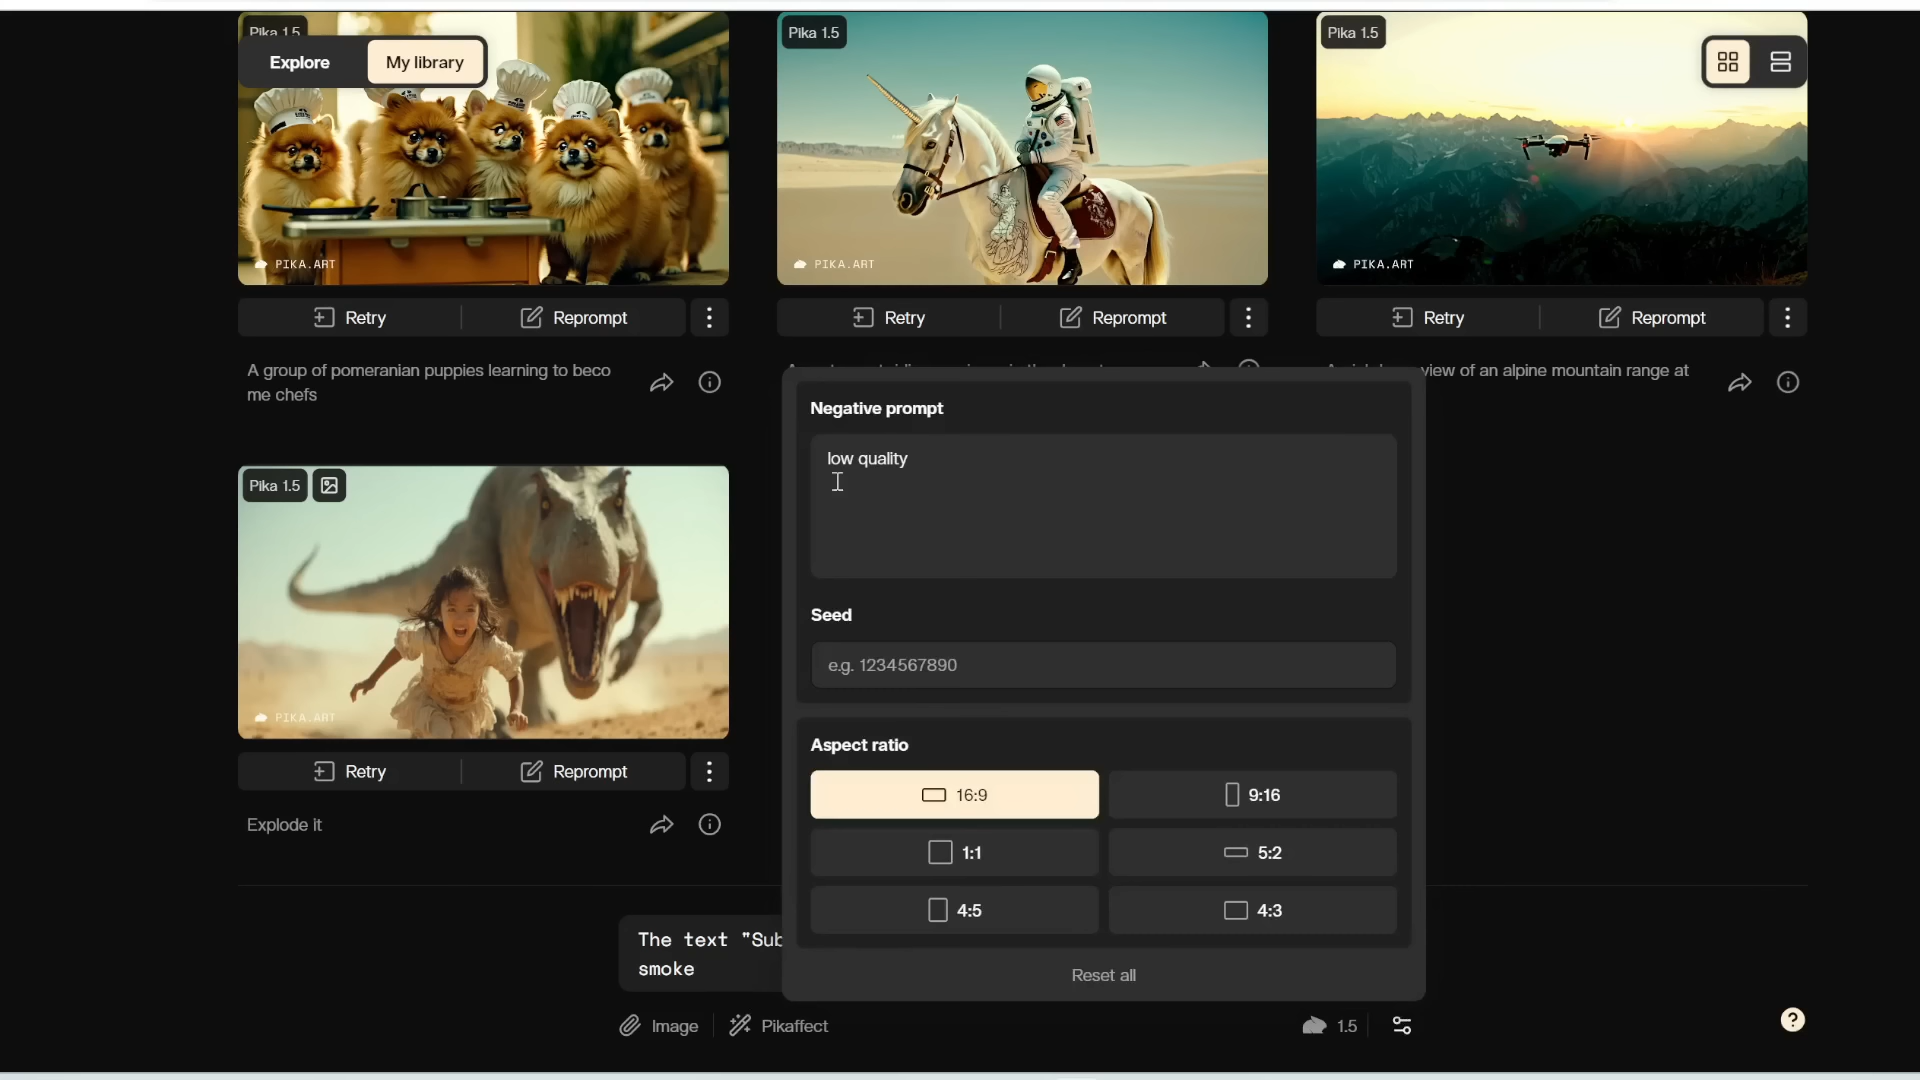 Pika 1.5
Explore
My library
Pika 1.5
Pika 1.5
PIKA.ART
PIKA.ART
PIKA.ART
Retry
Reprompt
Retry
Reprompt
Retry
Reprompt
A group of pomeranian puppies learning to beco
me chefs
view of an alpine mountain range at
Negative prompt
low quality
Seed
e.g. 1234567890
Aspect ratio
16:9
9:16
1:1
5:2
4:5
4:3
Reset all
Pika 1.5
PIKA.ART
Retry
Reprompt
Explode it
The text "Sub
smoke
Image
Pikaffect
1.5
?